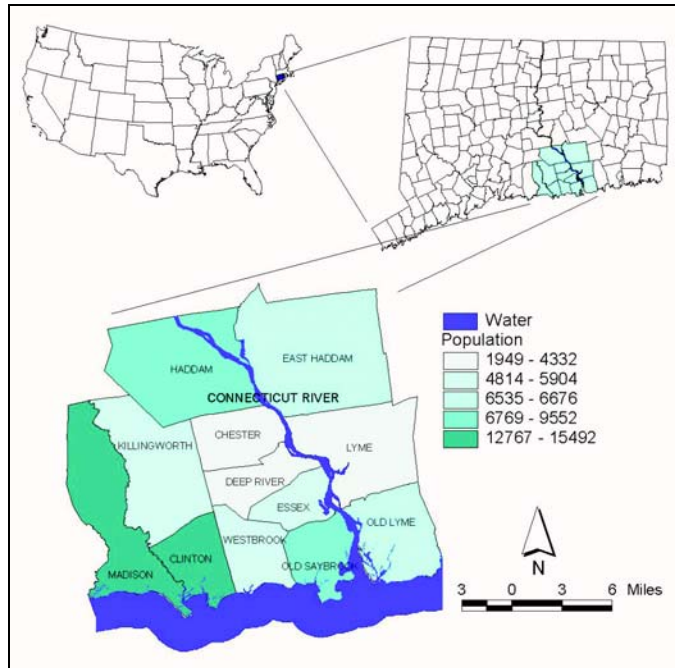 Water
Population
1949 - 4332
4814 - 5904
6535 - 6676
6769 - 9552
12767 - 15492
HADDAM
EAST HADDAM
CONNECTICUT RIVER
KILLINGWORTH
CHESTER
LYME
DEEP RIVER
ESSEX
OLD LYME
WESTBROOK
CLINTON
OLD SAYBROOK
MADISON
N
3 0 3 6 Miles